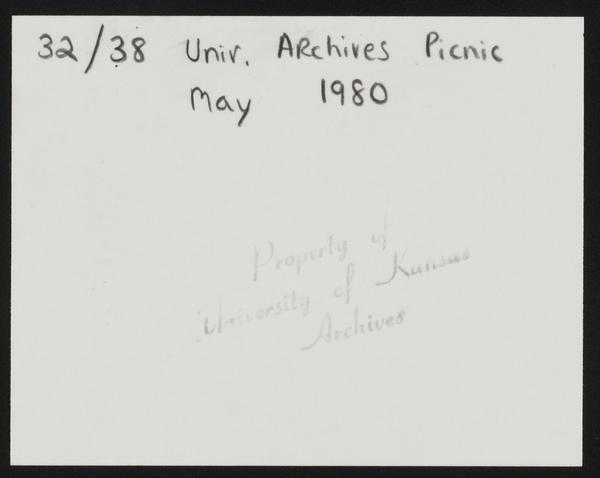 32/38 Univ. Archives Picnic
May 1980
Property of
University of Kansas
Archives